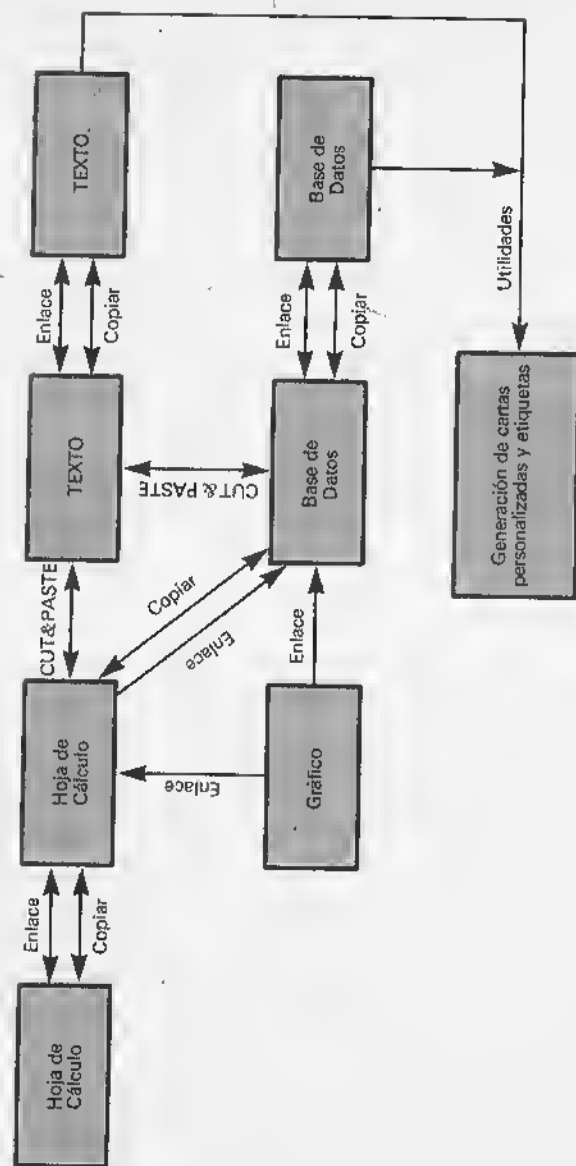 Hoja de
Cálculo
Enlace
Copiar
Hoja de
Cálculo
CUT&PASTE
TEXTO
Enlace
Copiar
TEXTO.
Enlace
Copiar
Enlace
CUT&PASTE
Gráfico
Enlace
Base de
Datos
Enlace
Copiar
Base de
Datos
Utilidades
Generación de cartas
personalizadas y etiquetas